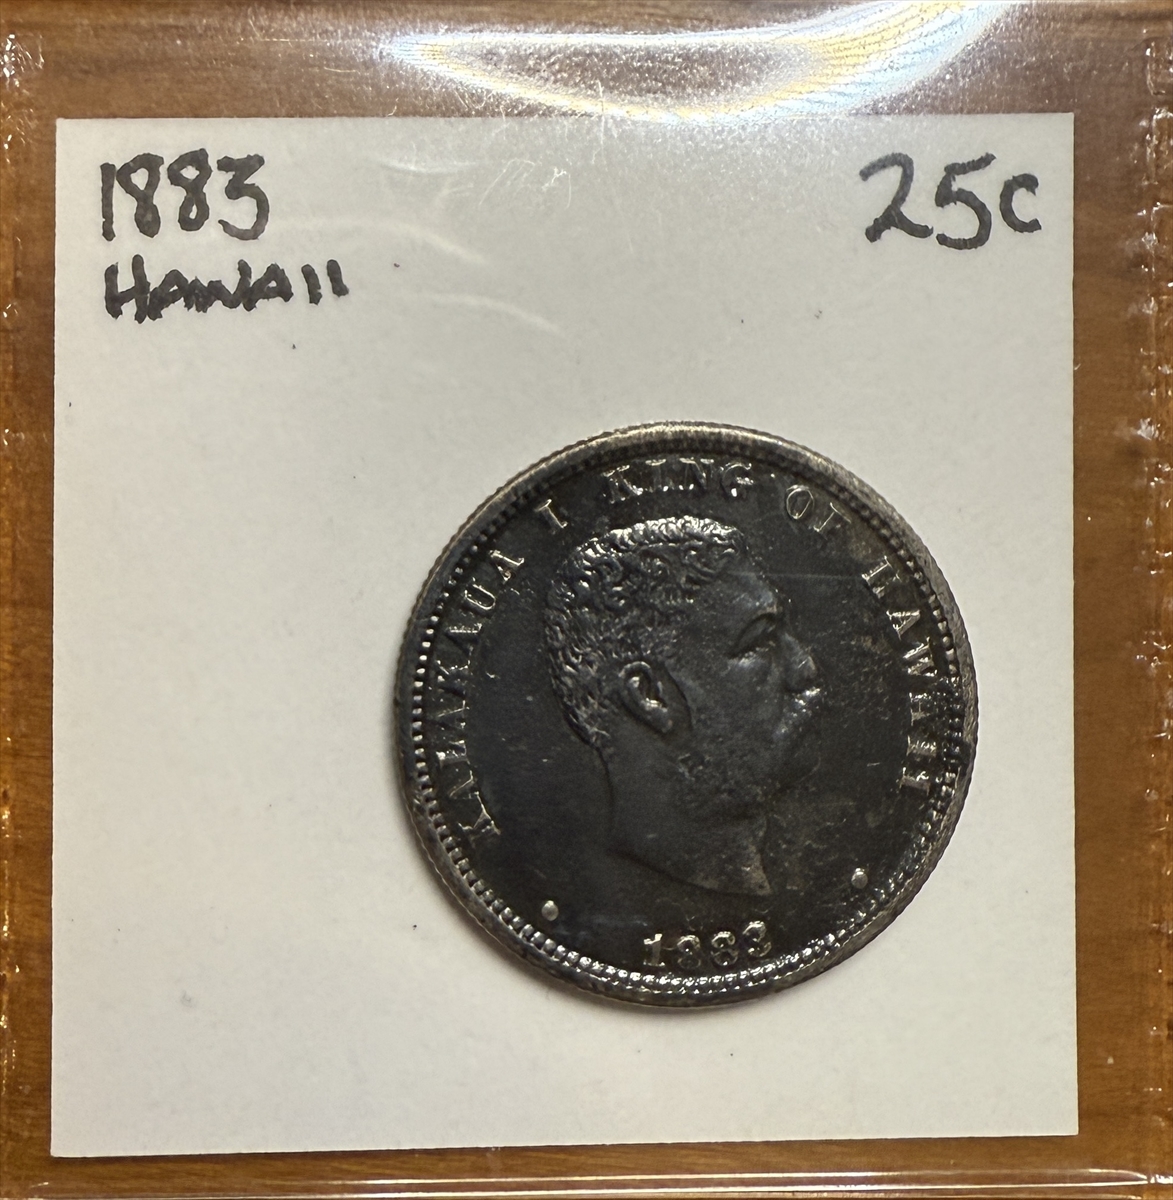 1883
HAWAII
25c
KALAKAUA I KING OF HAWAII
1883